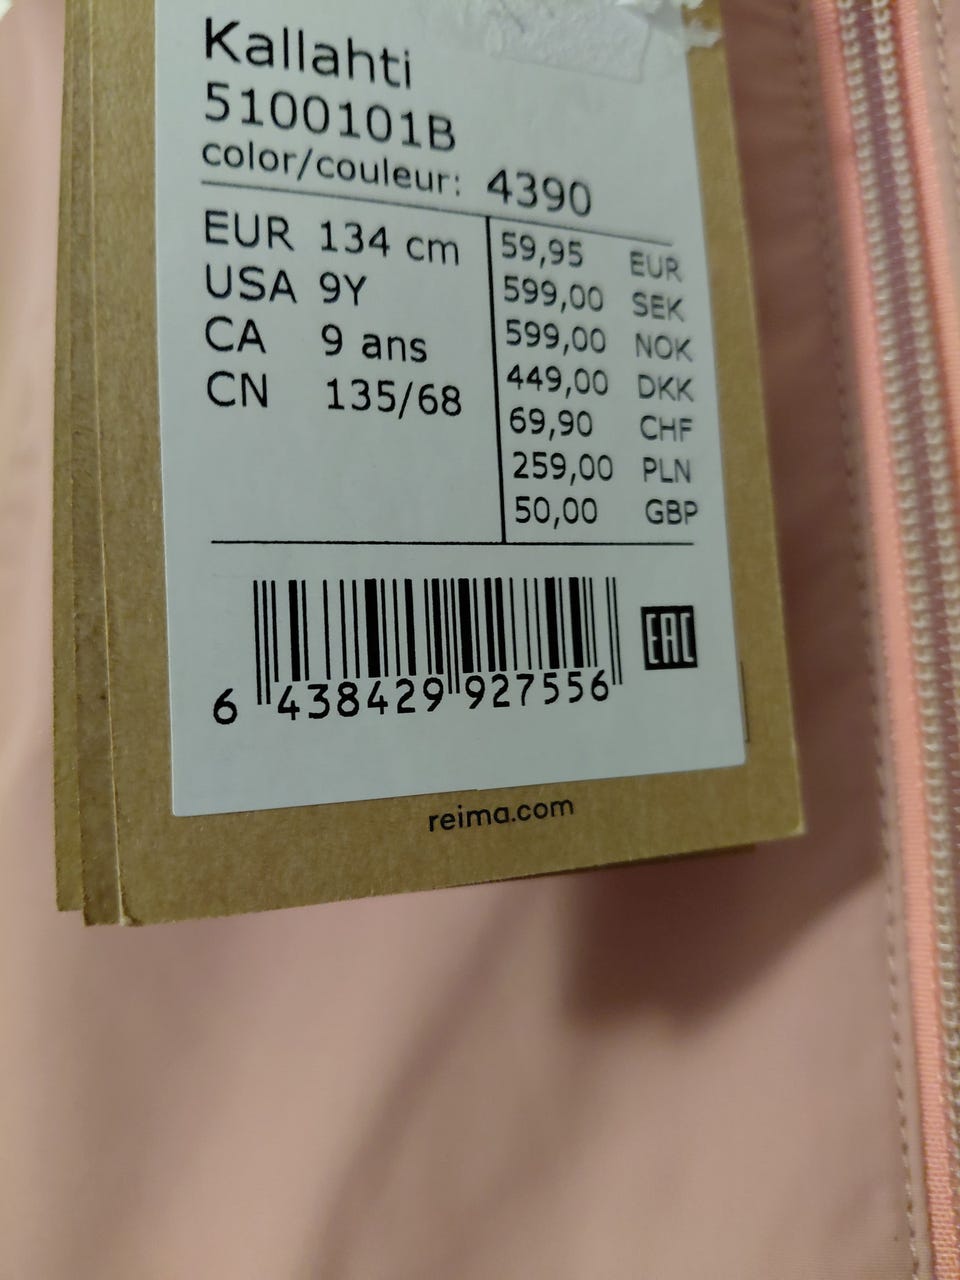 Kallahti
5100101B
color/couleur: 4390
EUR 134 cm
USA 9Y
CA 9 ans
CN 135/68
59,95 EUR
599,00 SEK
599,00 NOK
449,00 DKK
69,90 CHF
259,00 PLN
50,00 GBP
EAC
6 438429 927556
reima.com